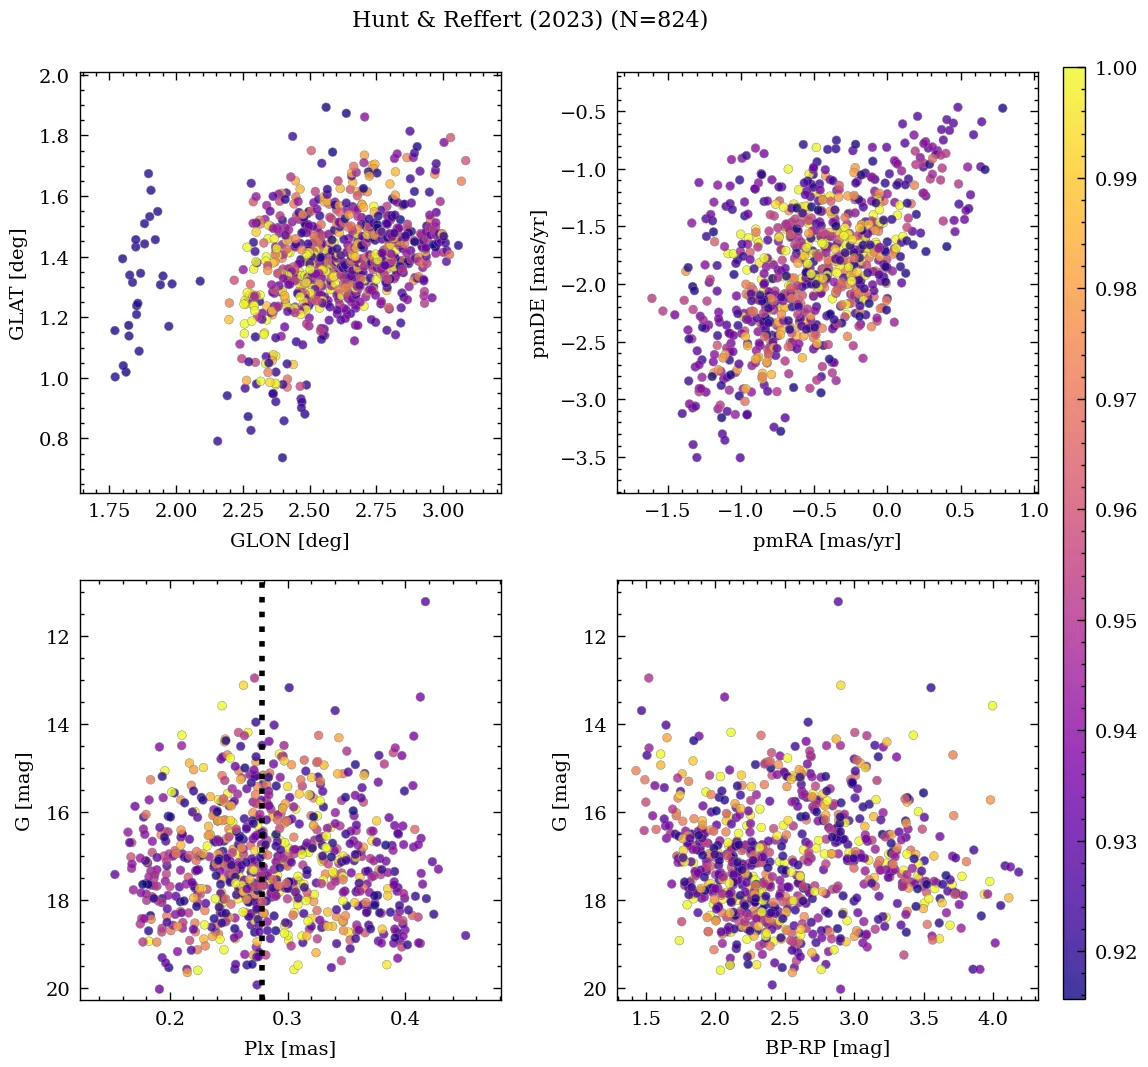 Hunt & Reffert (2023) (N=824)
2.0
1.8
1.6
1.4
1.2
1.0
0.8
GLAT [deg]
1.75 2.00 2.25 2.50 2.75 3.00
GLON [deg]
−0.5
−1.0
−1.5
−2.0
−2.5
−3.0
−3.5
pmDE [mas/yr]
−1.5 −1.0 −0.5 0.0 0.5 1.0
pmRA [mas/yr]
12
14
16
18
20
G [mag]
0.2 0.3 0.4
Plx [mas]
12
14
16
18
20
G [mag]
1.5 2.0 2.5 3.0 3.5 4.0
BP-RP [mag]
1.00
0.99
0.98
0.97
0.96
0.95
0.94
0.93
0.92